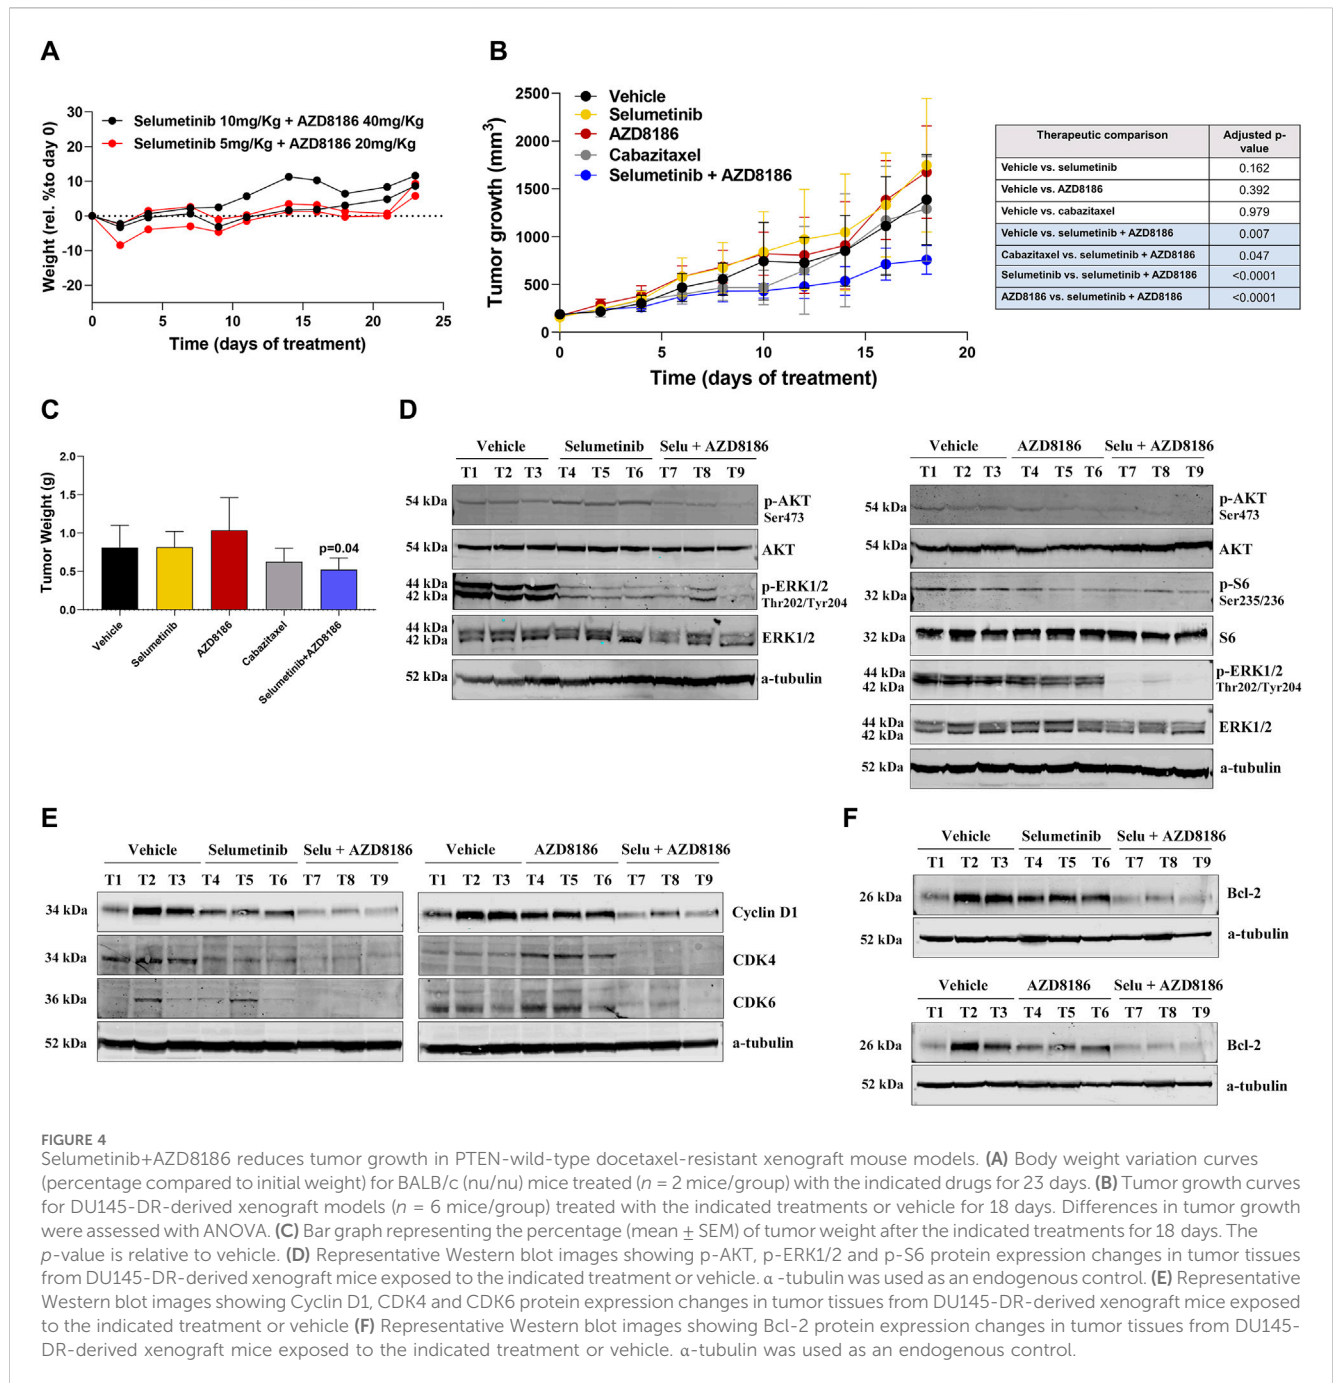 A
Weight (rel. %to day 0)
30
20
10
0
-10
-20
Selumetinib 10mg/Kg + AZD8186 40mg/Kg
Selumetinib 5mg/Kg + AZD8186 20mg/Kg
0 5 10 15 20 25
Time (days of treatment)
B
Tumor growth (mm3)
2500
2000
1500
1000
500
0
Vehicle
Selumetinib
AZD8186
Cabazitaxel
Selumetinib + AZD8186
0 5 10 15 20
Time (days of treatment)
Therapeutic comparison Adjusted p-
value
Vehicle vs. selumetinib 0.162
Vehicle vs. AZD8186 0.392
Vehicle vs. cabazitaxel 0.979
Vehicle vs. selumetinib + AZD8186 0.007
Cabazitaxel vs. selumetinib + AZD8186 0.047
Selumetinib vs. selumetinib + AZD8186 <0.0001
AZD8186 vs. selumetinib + AZD8186 <0.0001
C
Tumor Weight (g)
2.0
1.5
1.0
0.5
0.0
p=0.04
Vehicle
Selumetinib
AZD8186
Cabazitaxel
Selumetinib+AZD8186
D
Vehicle Selumetinib Selu + AZD8186
T1 T2 T3 T4 T5 T6 T7 T8 T9
54 kDa p-AKT
Ser473
54 kDa AKT
44 kDa p-ERK1/2
42 kDa Thr202/Tyr204
44 kDa ERK1/2
42 kDa
52 kDa a-tubulin
Vehicle AZD8186 Selu + AZD8186
T1 T2 T3 T4 T5 T6 T7 T8 T9
54 kDa p-AKT
Ser473
54 kDa AKT
32 kDa p-S6
Ser235/236
32 kDa S6
44 kDa p-ERK1/2
42 kDa Thr202/Tyr204
44 kDa ERK1/2
42 kDa
52 kDa a-tubulin
E
Vehicle Selumetinib Selu + AZD8186 Vehicle AZD8186 Selu + AZD8186
T1 T2 T3 T4 T5 T6 T7 T8 T9 T1 T2 T3 T4 T5 T6 T7 T8 T9
34 kDa Cyclin D1
34 kDa CDK4
36 kDa CDK6
52 kDa a-tubulin
F
Vehicle Selumetinib Selu + AZD8186
T1 T2 T3 T4 T5 T6 T7 T8 T9
26 kDa Bcl-2
52 kDa a-tubulin
Vehicle AZD8186 Selu + AZD8186
T1 T2 T3 T4 T5 T6 T7 T8 T9
26 kDa Bcl-2
52 kDa a-tubulin
FIGURE 4
Selumetinib+AZD8186 reduces tumor growth in PTEN-wild-type docetaxel-resistant xenograft mouse models. (A) Body weight variation curves
(percentage compared to initial weight) for BALB/c (nu/nu) mice treated (n = 2 mice/group) with the indicated drugs for 23 days. (B) Tumor growth curves
for DU145-DR-derived xenograft models (n = 6 mice/group) treated with the indicated treatments or vehicle for 18 days. Differences in tumor growth
were assessed with ANOVA. (C) Bar graph representing the percentage (mean ± SEM) of tumor weight after the indicated treatments for 18 days. The
p-value is relative to vehicle. (D) Representative Western blot images showing p-AKT, p-ERK1/2 and p-S6 protein expression changes in tumor tissues
from DU145-DR-derived xenograft mice exposed to the indicated treatment or vehicle. α -tubulin was used as an endogenous control. (E) Representative
Western blot images showing Cyclin D1, CDK4 and CDK6 protein expression changes in tumor tissues from DU145-DR-derived xenograft mice exposed
to the indicated treatment or vehicle (F) Representative Western blot images showing Bcl-2 protein expression changes in tumor tissues from DU145-
DR-derived xenograft mice exposed to the indicated treatment or vehicle. α-tubulin was used as an endogenous control.